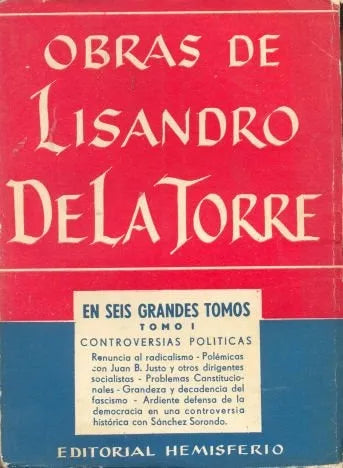 OBRAS DE
LISANDRO
DE LA TORRE
EN SEIS GRANDES TOMOS
TOMO I
CONTROVERSIAS POLITICAS
Renuncia al radicalismo - Polémicas
con Juan B. Justo y otros dirigentes
socialistas - Problemas Constitucio-
nales - Grandeza y decadencia del
fascismo - Ardiente defensa de la
democracia en una controversia
histórica con Sánchez Sorondo.
EDITORIAL HEMISFERIO